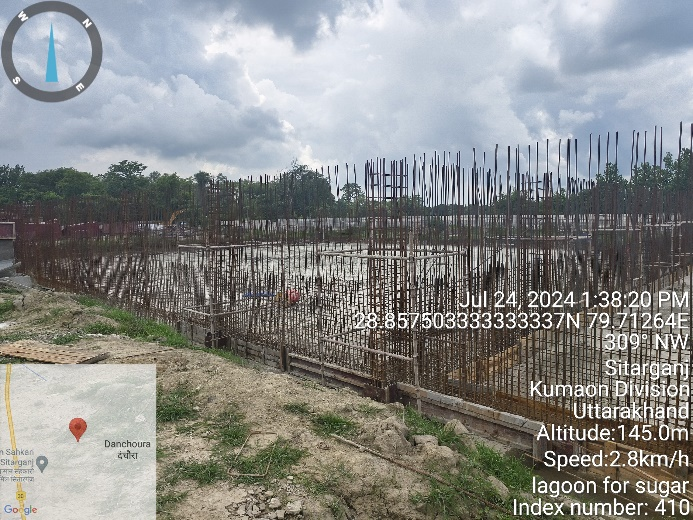 N
W
E
S
Jul 24, 2024 1:38:20 PM
28.857503333333337N 79.71264E
309° NW
Sitarganj
Kumaon Division
Uttarakhand
Altitude:145.0m
Speed:2.8km/h
lagoon for sugar
Index number: 410
Danchoura
दंचौरा
n Sahkari
Sitarganj
Google